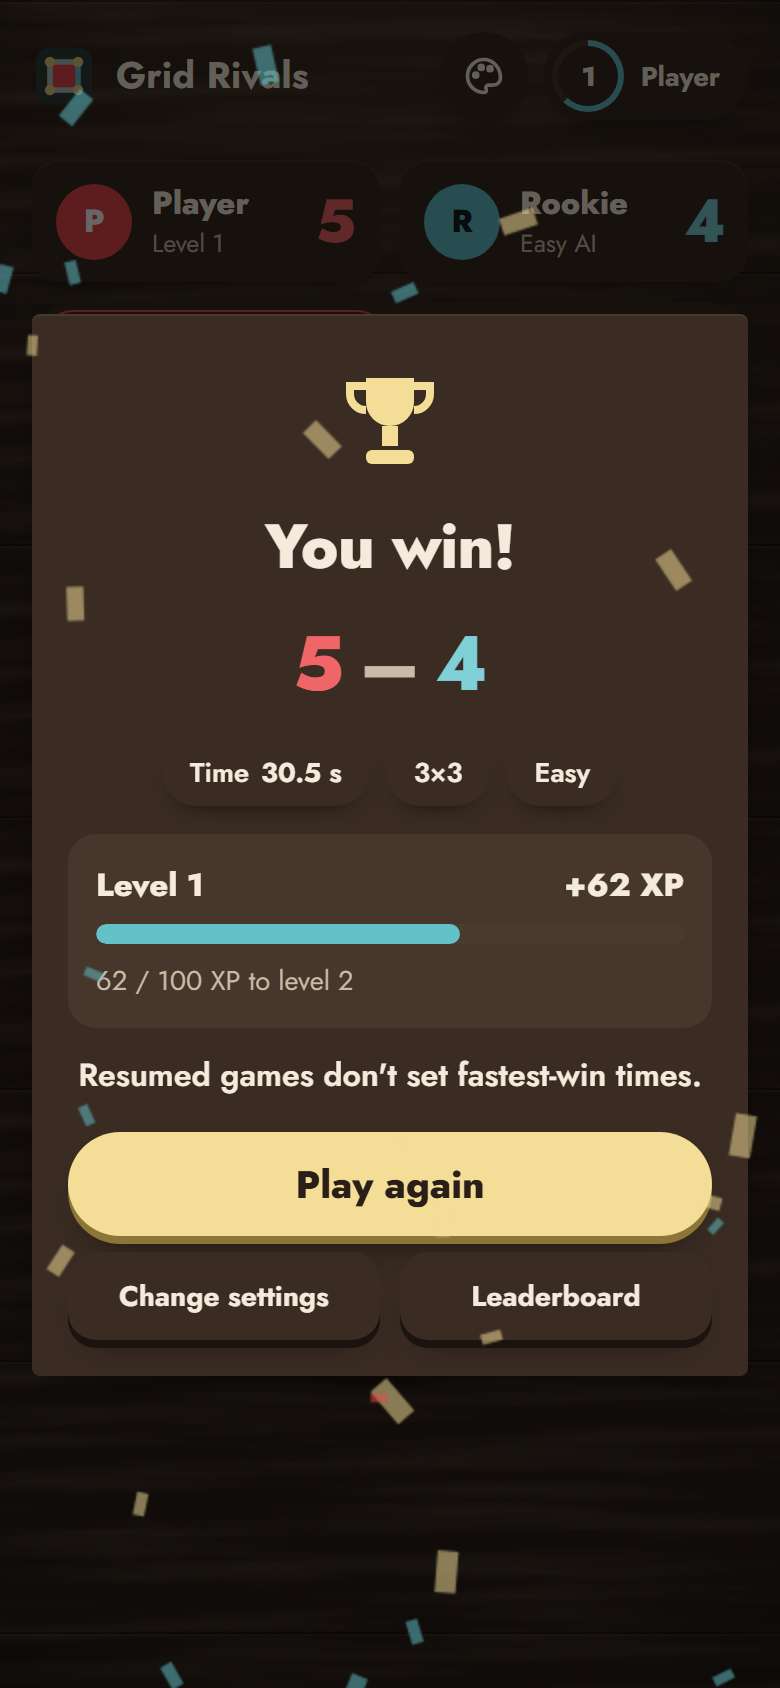 Grid Rivals
1 Player
P Player 5
Level 1
R Rookie 4
Easy AI
You win!
5 – 4
Time 30.5 s 3×3 Easy
Level 1 +62 XP
62 / 100 XP to level 2
Resumed games don't set fastest-win times.
Play again
Change settings Leaderboard